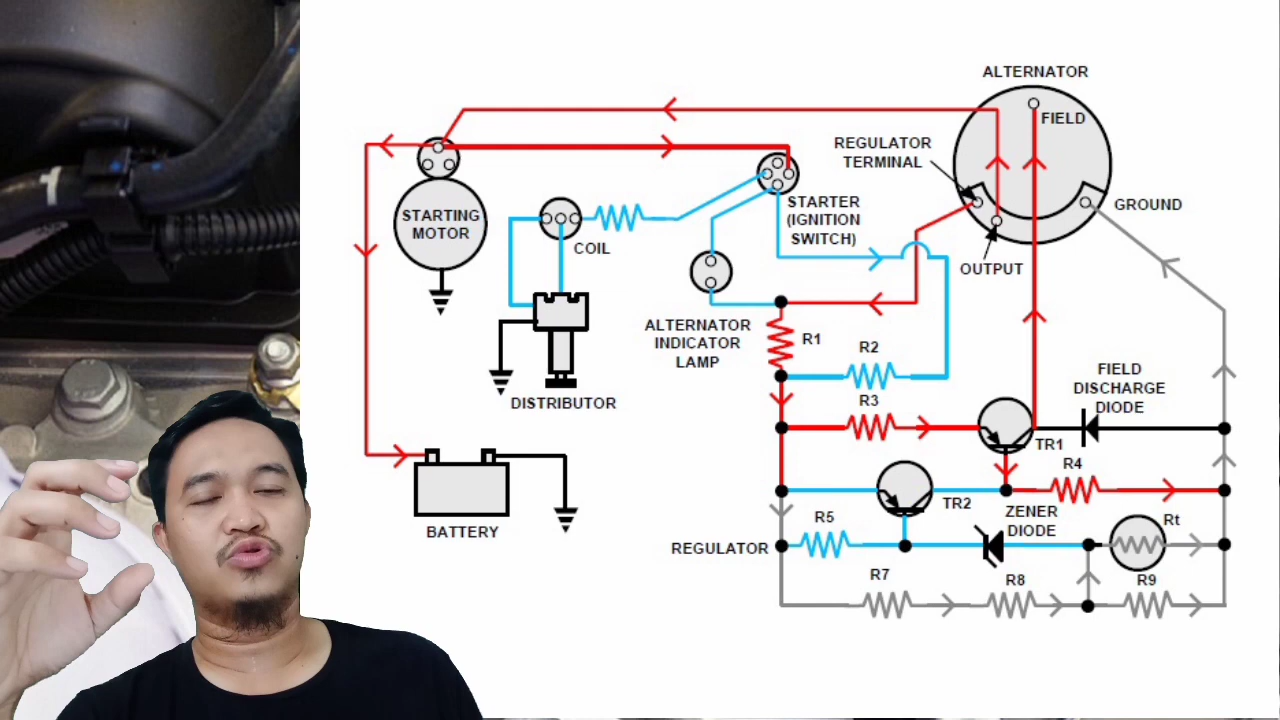 ALTERNATOR
FIELD
REGULATOR
TERMINAL
GROUND
OUTPUT
STARTER
(IGNITION
SWITCH)
STARTING
MOTOR
COIL
ALTERNATOR
INDICATOR
LAMP
DISTRIBUTOR
BATTERY
R1
R2
R3
FIELD
DISCHARGE
DIODE
TR1
R4
TR2
ZENER
DIODE
Rt
R5
REGULATOR
R7
R8
R9